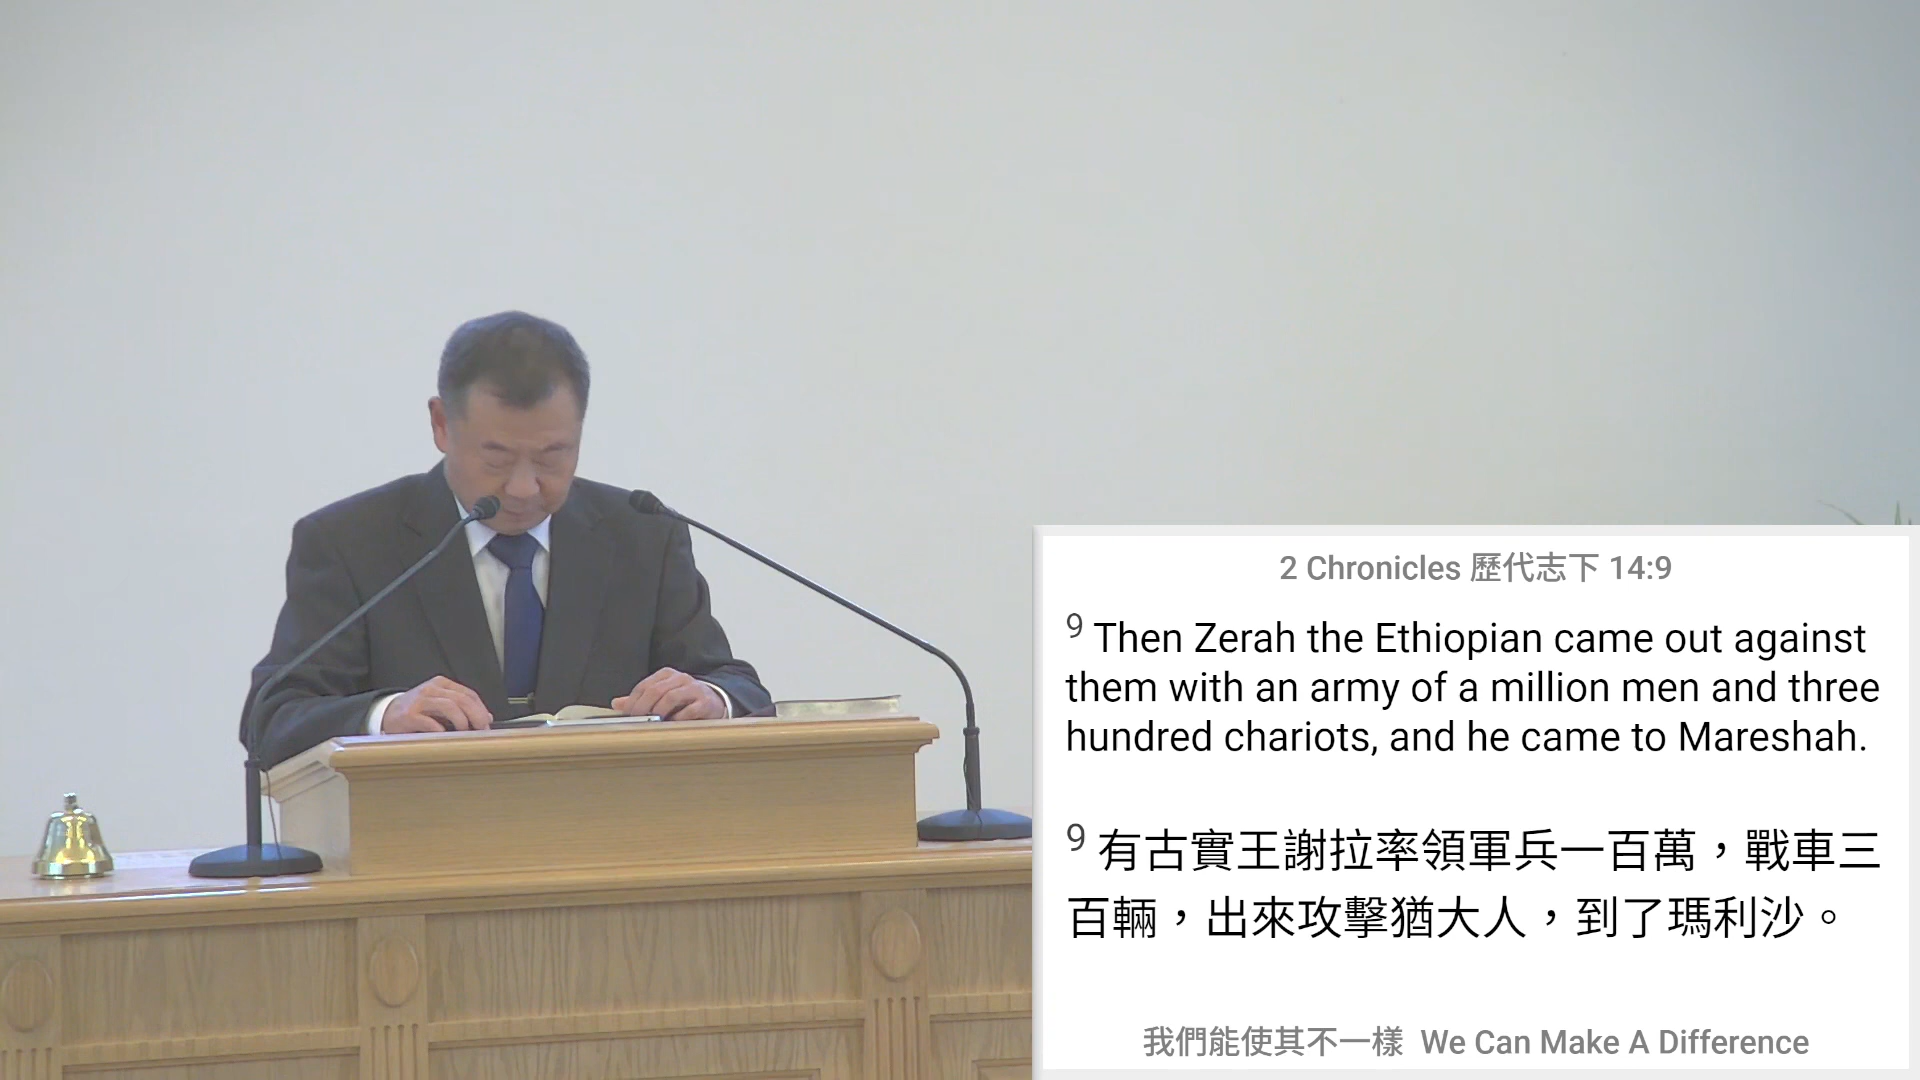 2 Chronicles 歷代志下 14:9
9 Then Zerah the Ethiopian came out against
them with an army of a million men and three
hundred chariots, and he came to Mareshah.
9 有古實王謝拉率領軍兵一百萬，戰車三
百輛，出來攻擊猶大人，到了瑪利沙。
我們能使其不一樣 We Can Make A Difference